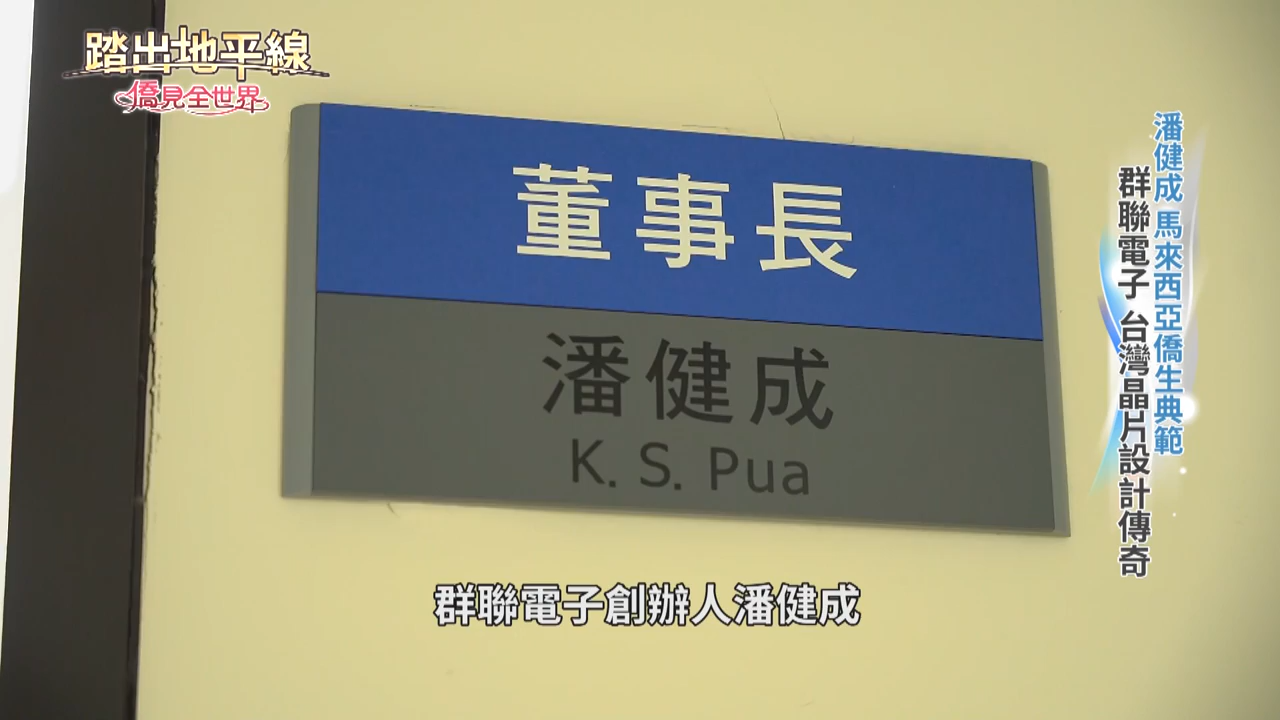 踏出地平線
僑見全世界
董事長
潘健成
K. S. Pua
潘健成 馬來西亞僑生典範
群聯電子 台灣晶片設計傳奇
群聯電子創辦人潘健成